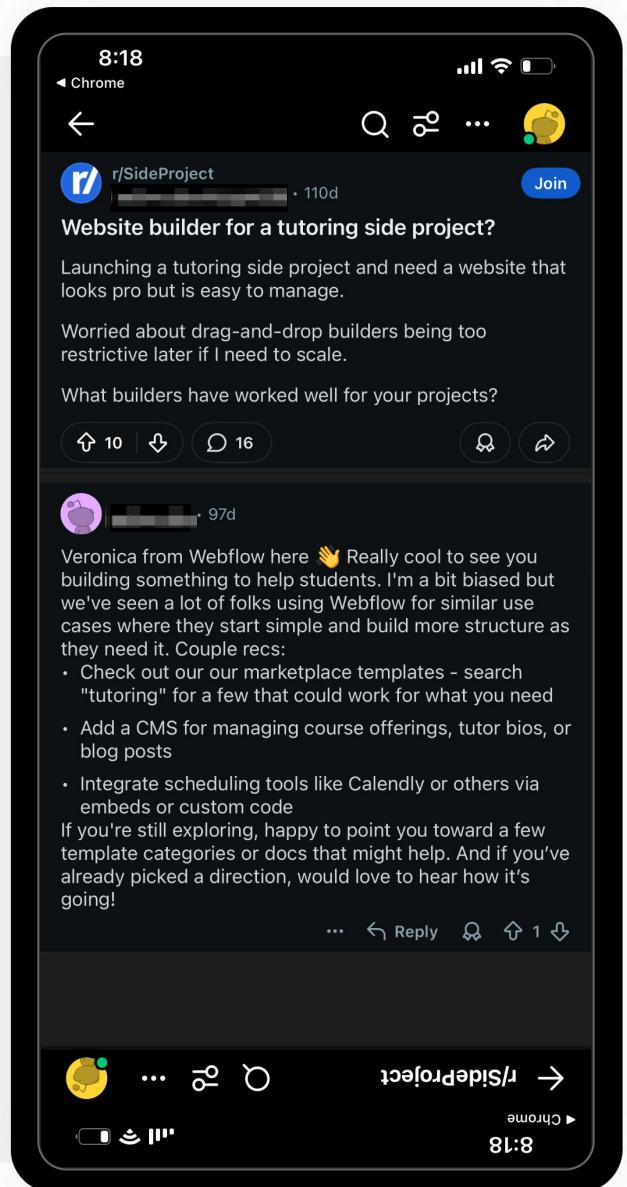 8:18
◀ Chrome
r/SideProject
• 110d
Join
Website builder for a tutoring side project?
Launching a tutoring side project and need a website that
looks pro but is easy to manage.
Worried about drag-and-drop builders being too
restrictive later if I need to scale.
What builders have worked well for your projects?
10
16
• 97d
Veronica from Webflow here 👋 Really cool to see you
building something to help students. I'm a bit biased but
we've seen a lot of folks using Webflow for similar use
cases where they start simple and build more structure as
they need it. Couple recs:
• Check out our our marketplace templates - search
"tutoring" for a few that could work for what you need
• Add a CMS for managing course offerings, tutor bios, or
blog posts
• Integrate scheduling tools like Calendly or others via
embeds or custom code
If you're still exploring, happy to point you toward a few
template categories or docs that might help. And if you’ve
already picked a direction, would love to hear how it’s
going!
Reply
1
r/SideProject
◀ Chrome
8:18